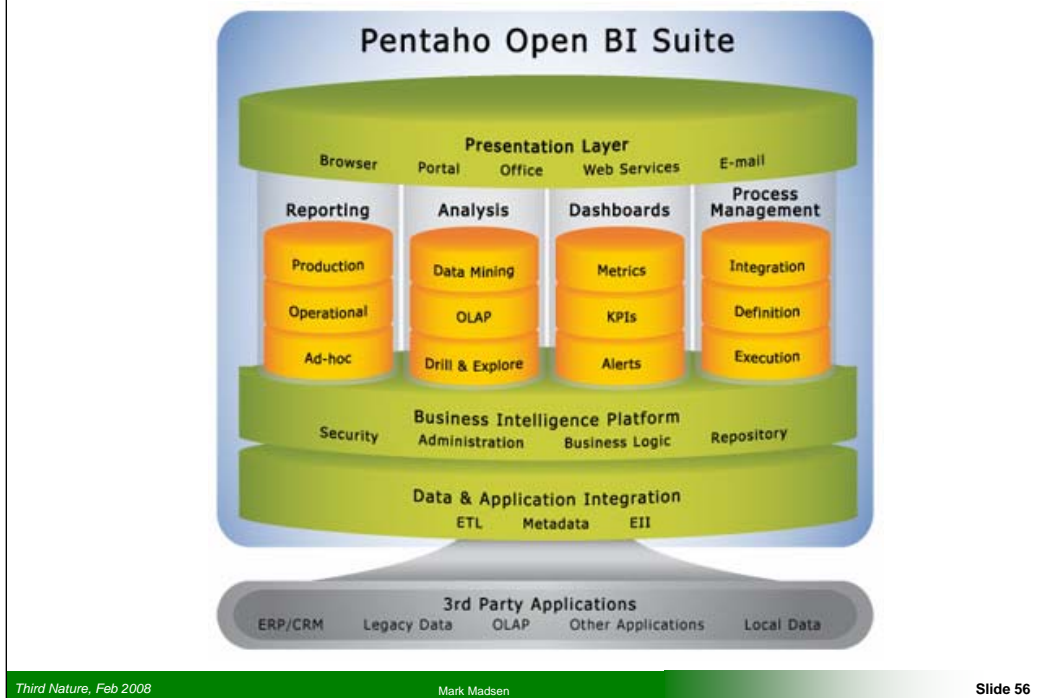 Pentaho Open BI Suite
Presentation Layer
Browser Portal Office Web Services E-mail
Reporting Analysis Dashboards Process Management
Production Data Mining Metrics Integration
Operational OLAP KPIs Definition
Ad-hoc Drill & Explore Alerts Execution
Business Intelligence Platform
Security Administration Business Logic Repository
Data & Application Integration
ETL Metadata EII
3rd Party Applications
ERP/CRM Legacy Data OLAP Other Applications Local Data
Third Nature, Feb 2008 Mark Madsen Slide 56